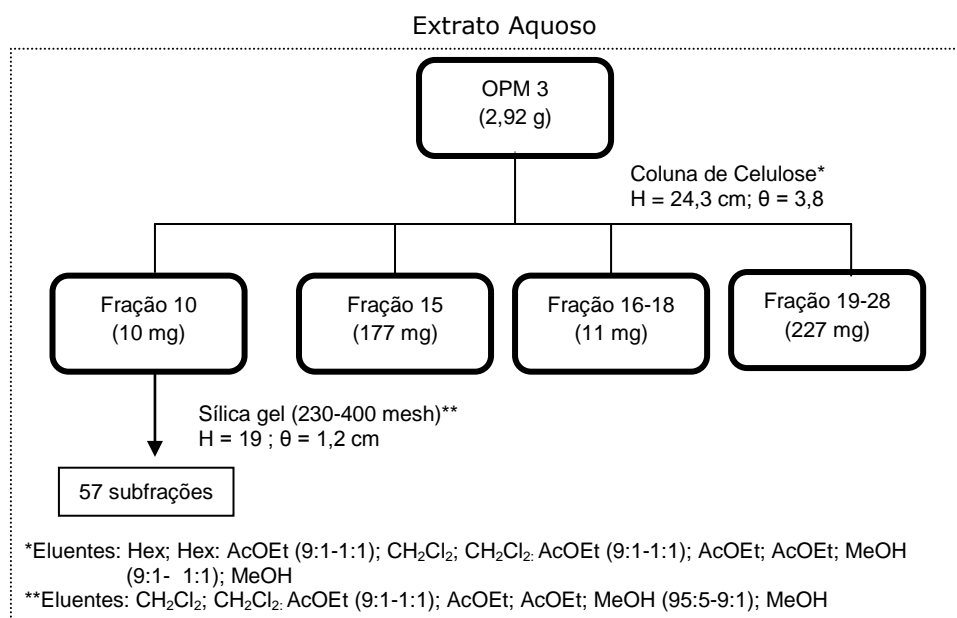 Extrato Aquoso
OPM 3
(2,92 g)
Coluna de Celulose*
H = 24,3 cm; θ = 3,8
Fração 10
(10 mg)
Fração 15
(177 mg)
Fração 16-18
(11 mg)
Fração 19-28
(227 mg)
Sílica gel (230-400 mesh)**
H = 19 ; θ = 1,2 cm
57 subfrações
*Eluentes: Hex; Hex: AcOEt (9:1-1:1); CH₂Cl₂; CH₂Cl₂: AcOEt (9:1-1:1); AcOEt; AcOEt; MeOH
(9:1- 1:1); MeOH
**Eluentes: CH₂Cl₂; CH₂Cl₂: AcOEt (9:1-1:1); AcOEt; AcOEt; MeOH (95:5-9:1); MeOH